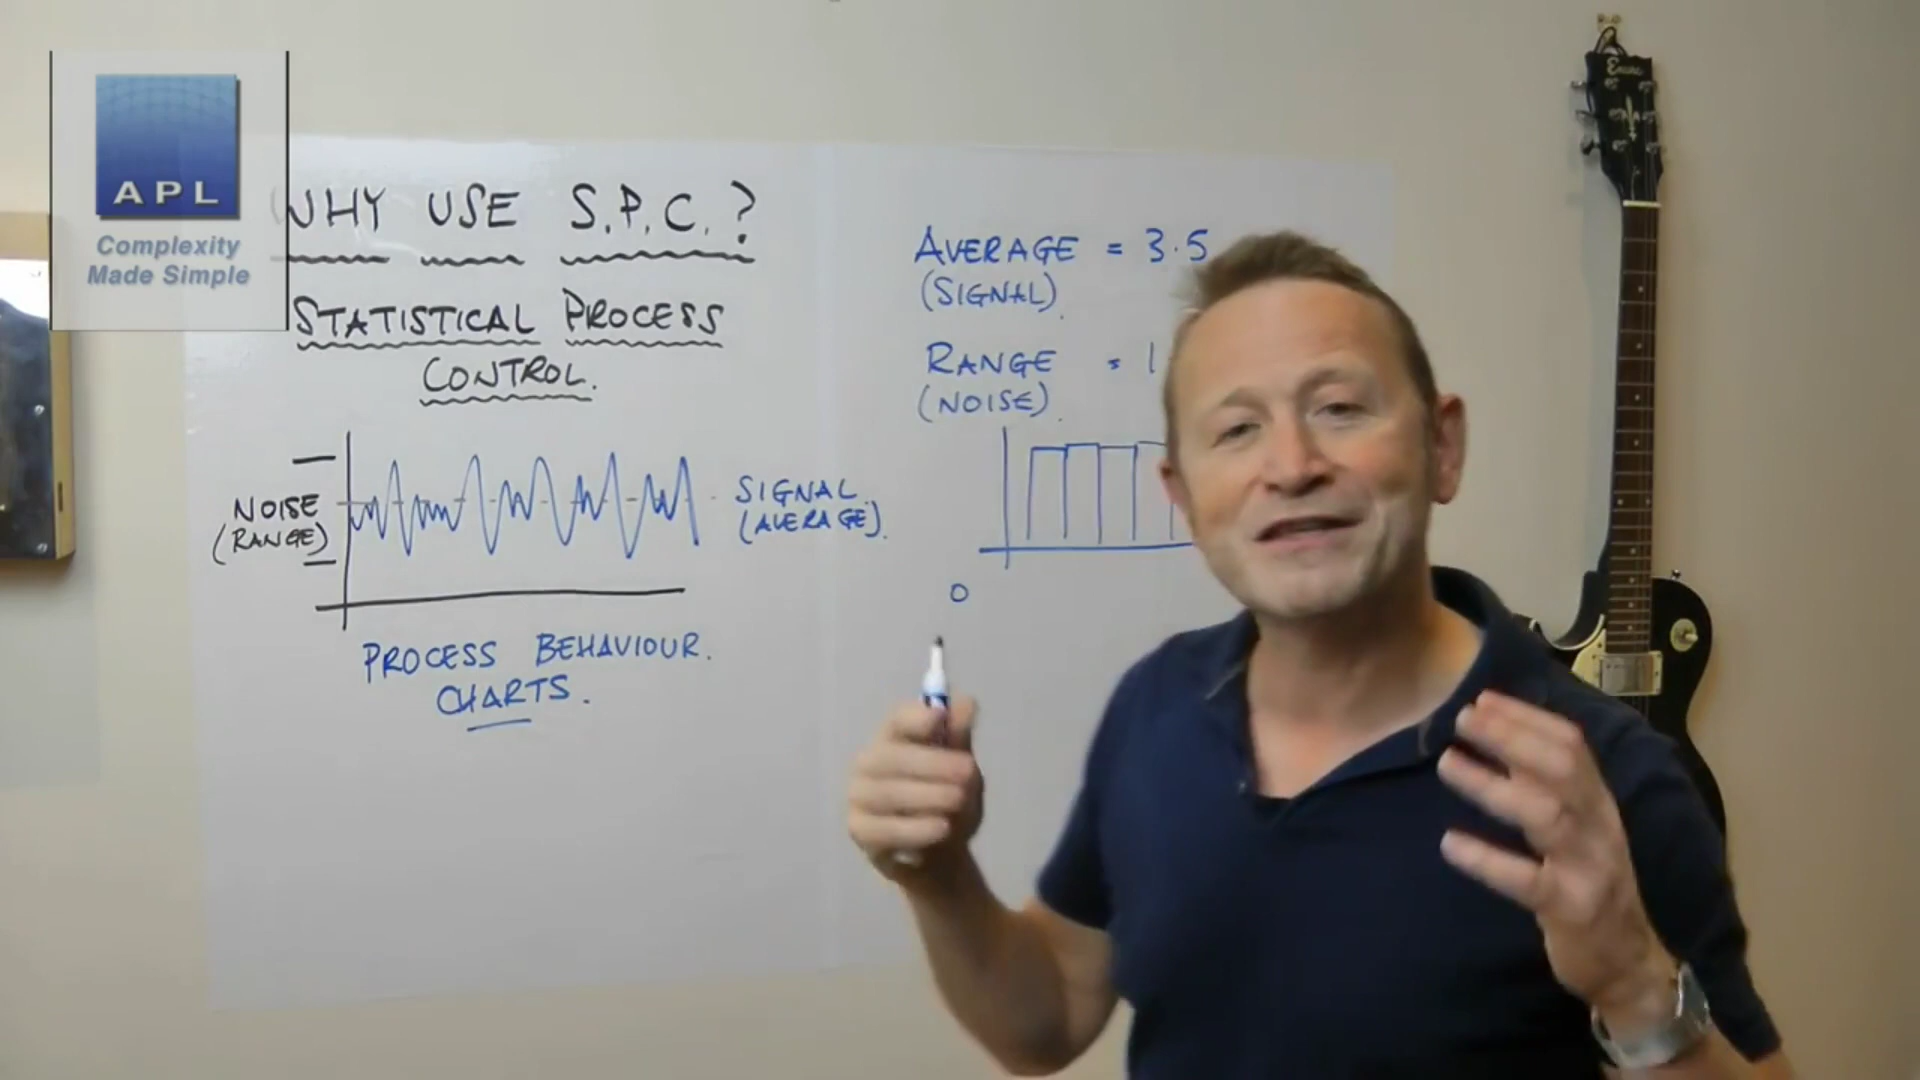 APL
Complexity
Made Simple
WHY USE S.P.C.?
STATISTICAL PROCESS
CONTROL.
NOISE
(RANGE)
SIGNAL
(AVERAGE).
PROCESS BEHAVIOUR.
CHARTS.
AVERAGE = 3.5
(SIGNAL).
RANGE = 1
(NOISE).
0